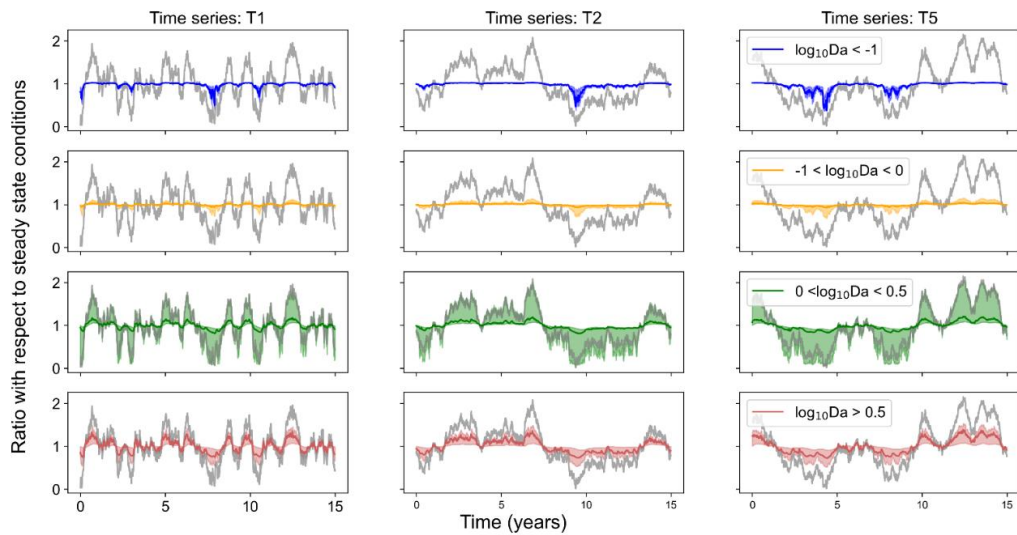 Time series: T1
Time series: T2
Time series: T5
Ratio with respect to steady state conditions
2
1
0
log₁₀Da < -1
2
1
0
-1 < log₁₀Da < 0
2
1
0
0 <log₁₀Da < 0.5
2
1
0
log₁₀Da > 0.5
0 5 10 15
0 5 10 15
0 5 10 15
Time (years)